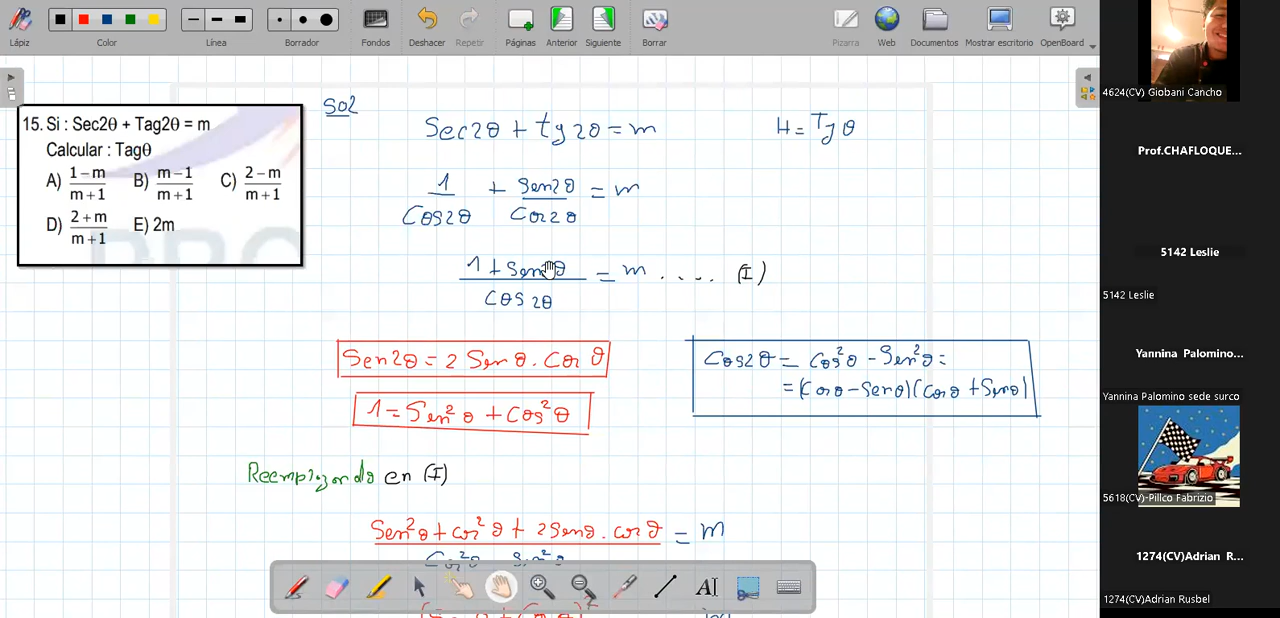 Lápiz
Color
Línea
Borrador
Fondos
Deshacer
Repetir
Páginas
Anterior
Siguiente
Borrar
Pizarra
Web
Documentos
Mostrar escritorio
OpenBoard
15. Si : Sec2θ + Tag2θ = m
Calcular : Tagθ
A) 1 − m / m + 1 B) m − 1 / m + 1 C) 2 − m / m + 1
D) 2 + m / m + 1 E) 2m
Sol
Sec2θ + tg2θ = m
H = Tgθ
1 / Cos2θ + Sen2θ / Cos2θ = m
1 + Sen2θ / Cos2θ = m .... (I)
Sen2θ = 2 Senθ . Cosθ
1 = Sen²θ + Cos²θ
Cos2θ = Cos²θ − Sen²θ =
= (Cosθ − Senθ)(Cosθ + Senθ)
Reemplazando en (I)
Sen²θ + cos²θ + 2Senθ . cosθ = m
4624(CV) Giobani Cancho
Prof.CHAFLOQUE...
5142 Leslie
5142 Leslie
Yannina Palomino...
Yannina Palomino sede surco
5618(CV)-Pillco Fabrizio
1274(CV)Adrian R...
1274(CV)Adrian Rusbel